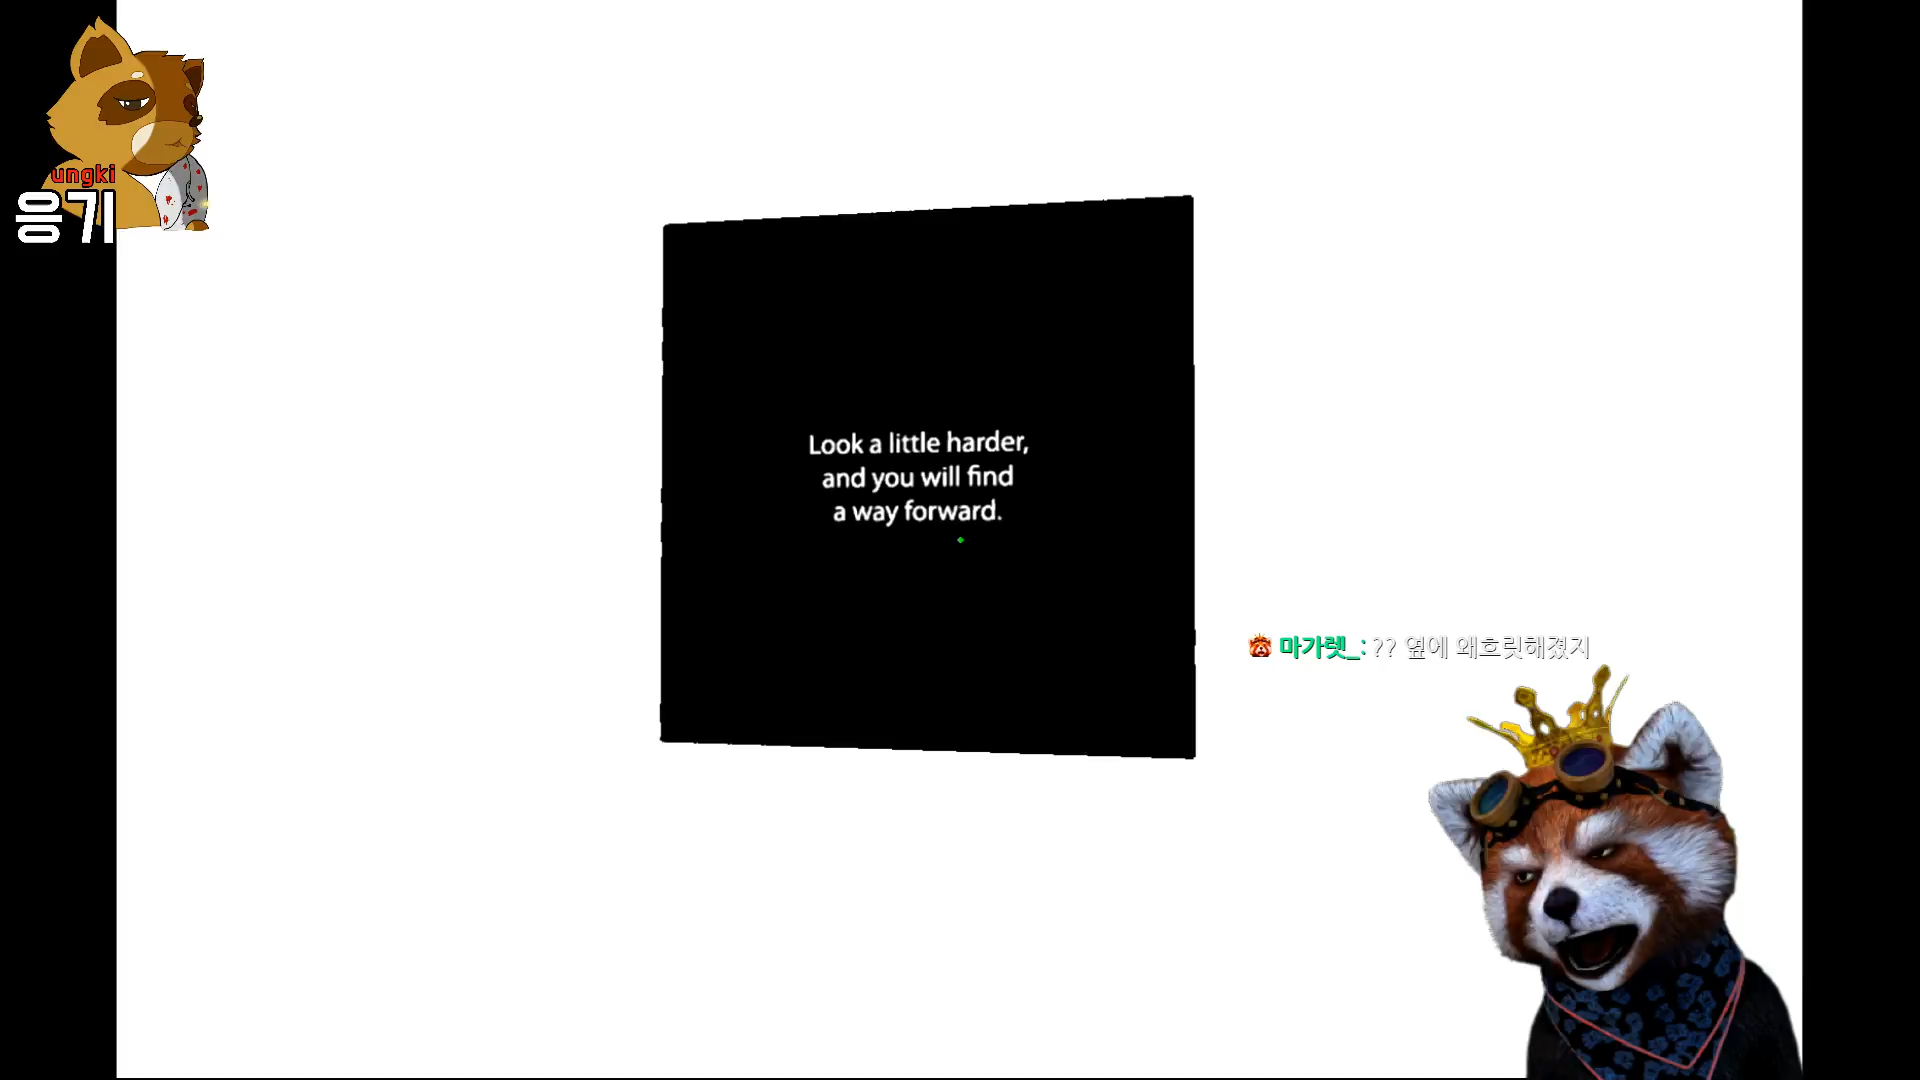 ungki
응기
Look a little harder,
and you will find
a way forward.
마가렛_: ?? 옆에 왜흐릿해졌지